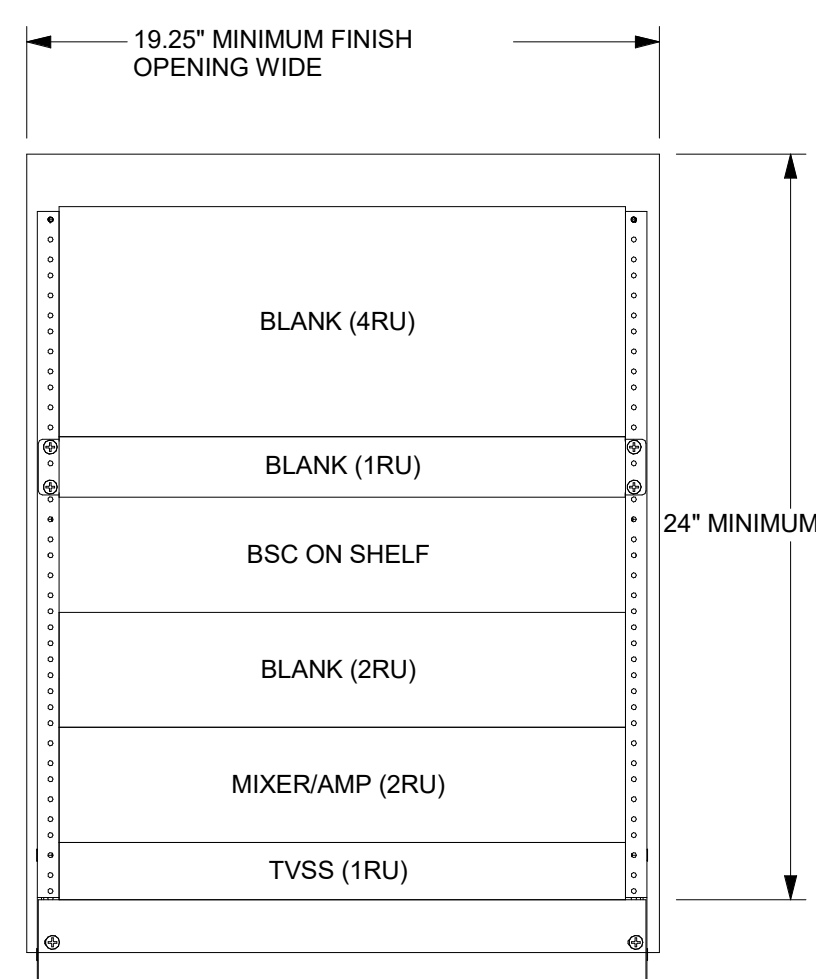 19.25" MINIMUM FINISH
OPENING WIDE
BLANK (4RU)
BLANK (1RU)
24" MINIMUM
BSC ON SHELF
BLANK (2RU)
MIXER/AMP (2RU)
TVSS (1RU)